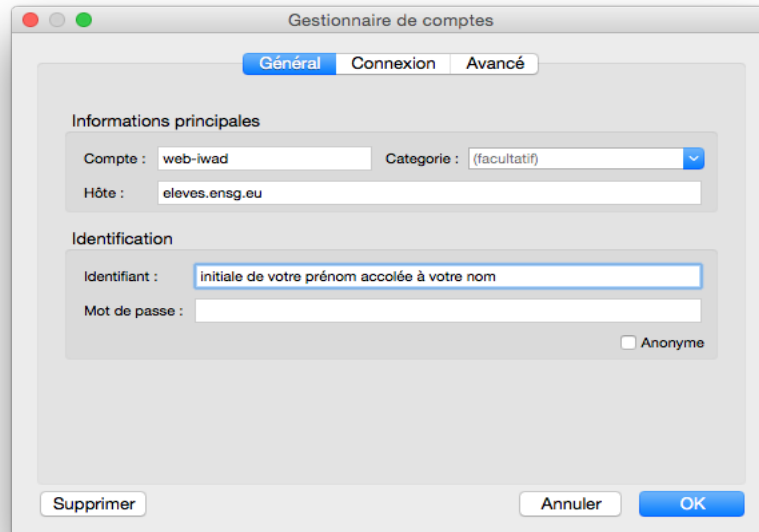 Gestionnaire de comptes
Général Connexion Avancé
Informations principales
Compte : web-iwad Categorie : (facultatif)
Hôte : eleves.ensg.eu
Identification
Identifiant : initiale de votre prénom accolée à votre nom
Mot de passe :
Anonyme
Supprimer Annuler OK